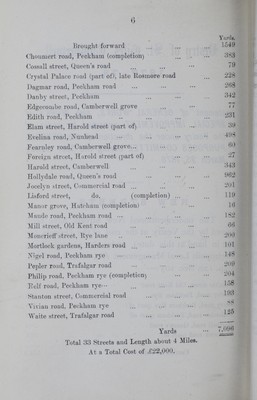 6
Yards.
Brought forward 1549
Choumert road, Peckham (completion) ... ... 383
Consull street, Queen's road ... ... ... 79
Crystal Palace road (part of), late Rosmore road ... 228
Dagmar road, Peckham road ... ... ... 268
Danby street, Peckham ... ... ... 342
Edgecumbe road, Camberwell grove ... ... 77
Edith road, Peckham ... ... ... 231
Elam street, Harold street (part of) ... ... 39
Evelina road, Nunhead ... ... ... 498
Fearnley road, Camberwell grove... ... ... 60
Foreign street, Harold street (part of) ... ... 27
Harold street, Camberwell ... ... ... 343
Hollydale road, Queen's road ... ... ... 962
Jocelyn street, Commercial road ... ... ... 201
Lisford street, do. (completion) ... 119
Manor grove, Hatcham (completion) ... ... 16
Maude road, Peckham road ... ... ... 182
Mill street, Old Kent road ... ... ... 66
Moncrieff street, Rye lane ... ... ... 200
Mortlock gardens, Harders road ... ... ... 101
Nigel road, Peckham rye ... ... ... 148
Pepler road, Trafalgar road ... ... ... 209
Philip road, Peckham rye (completion) ... ... 204
Relf road, Peckham rye... ... ... ... 158
Stanton street, Commercial road ... ... ... 193
Vivian road, Peckham rye ... ... ... 88
Waite street, Trafalgar road ... ... ... 125
Yards ... 7,096
Total 33 Streets and Length about 4 Miles.
At a Total Cost of £22,000.